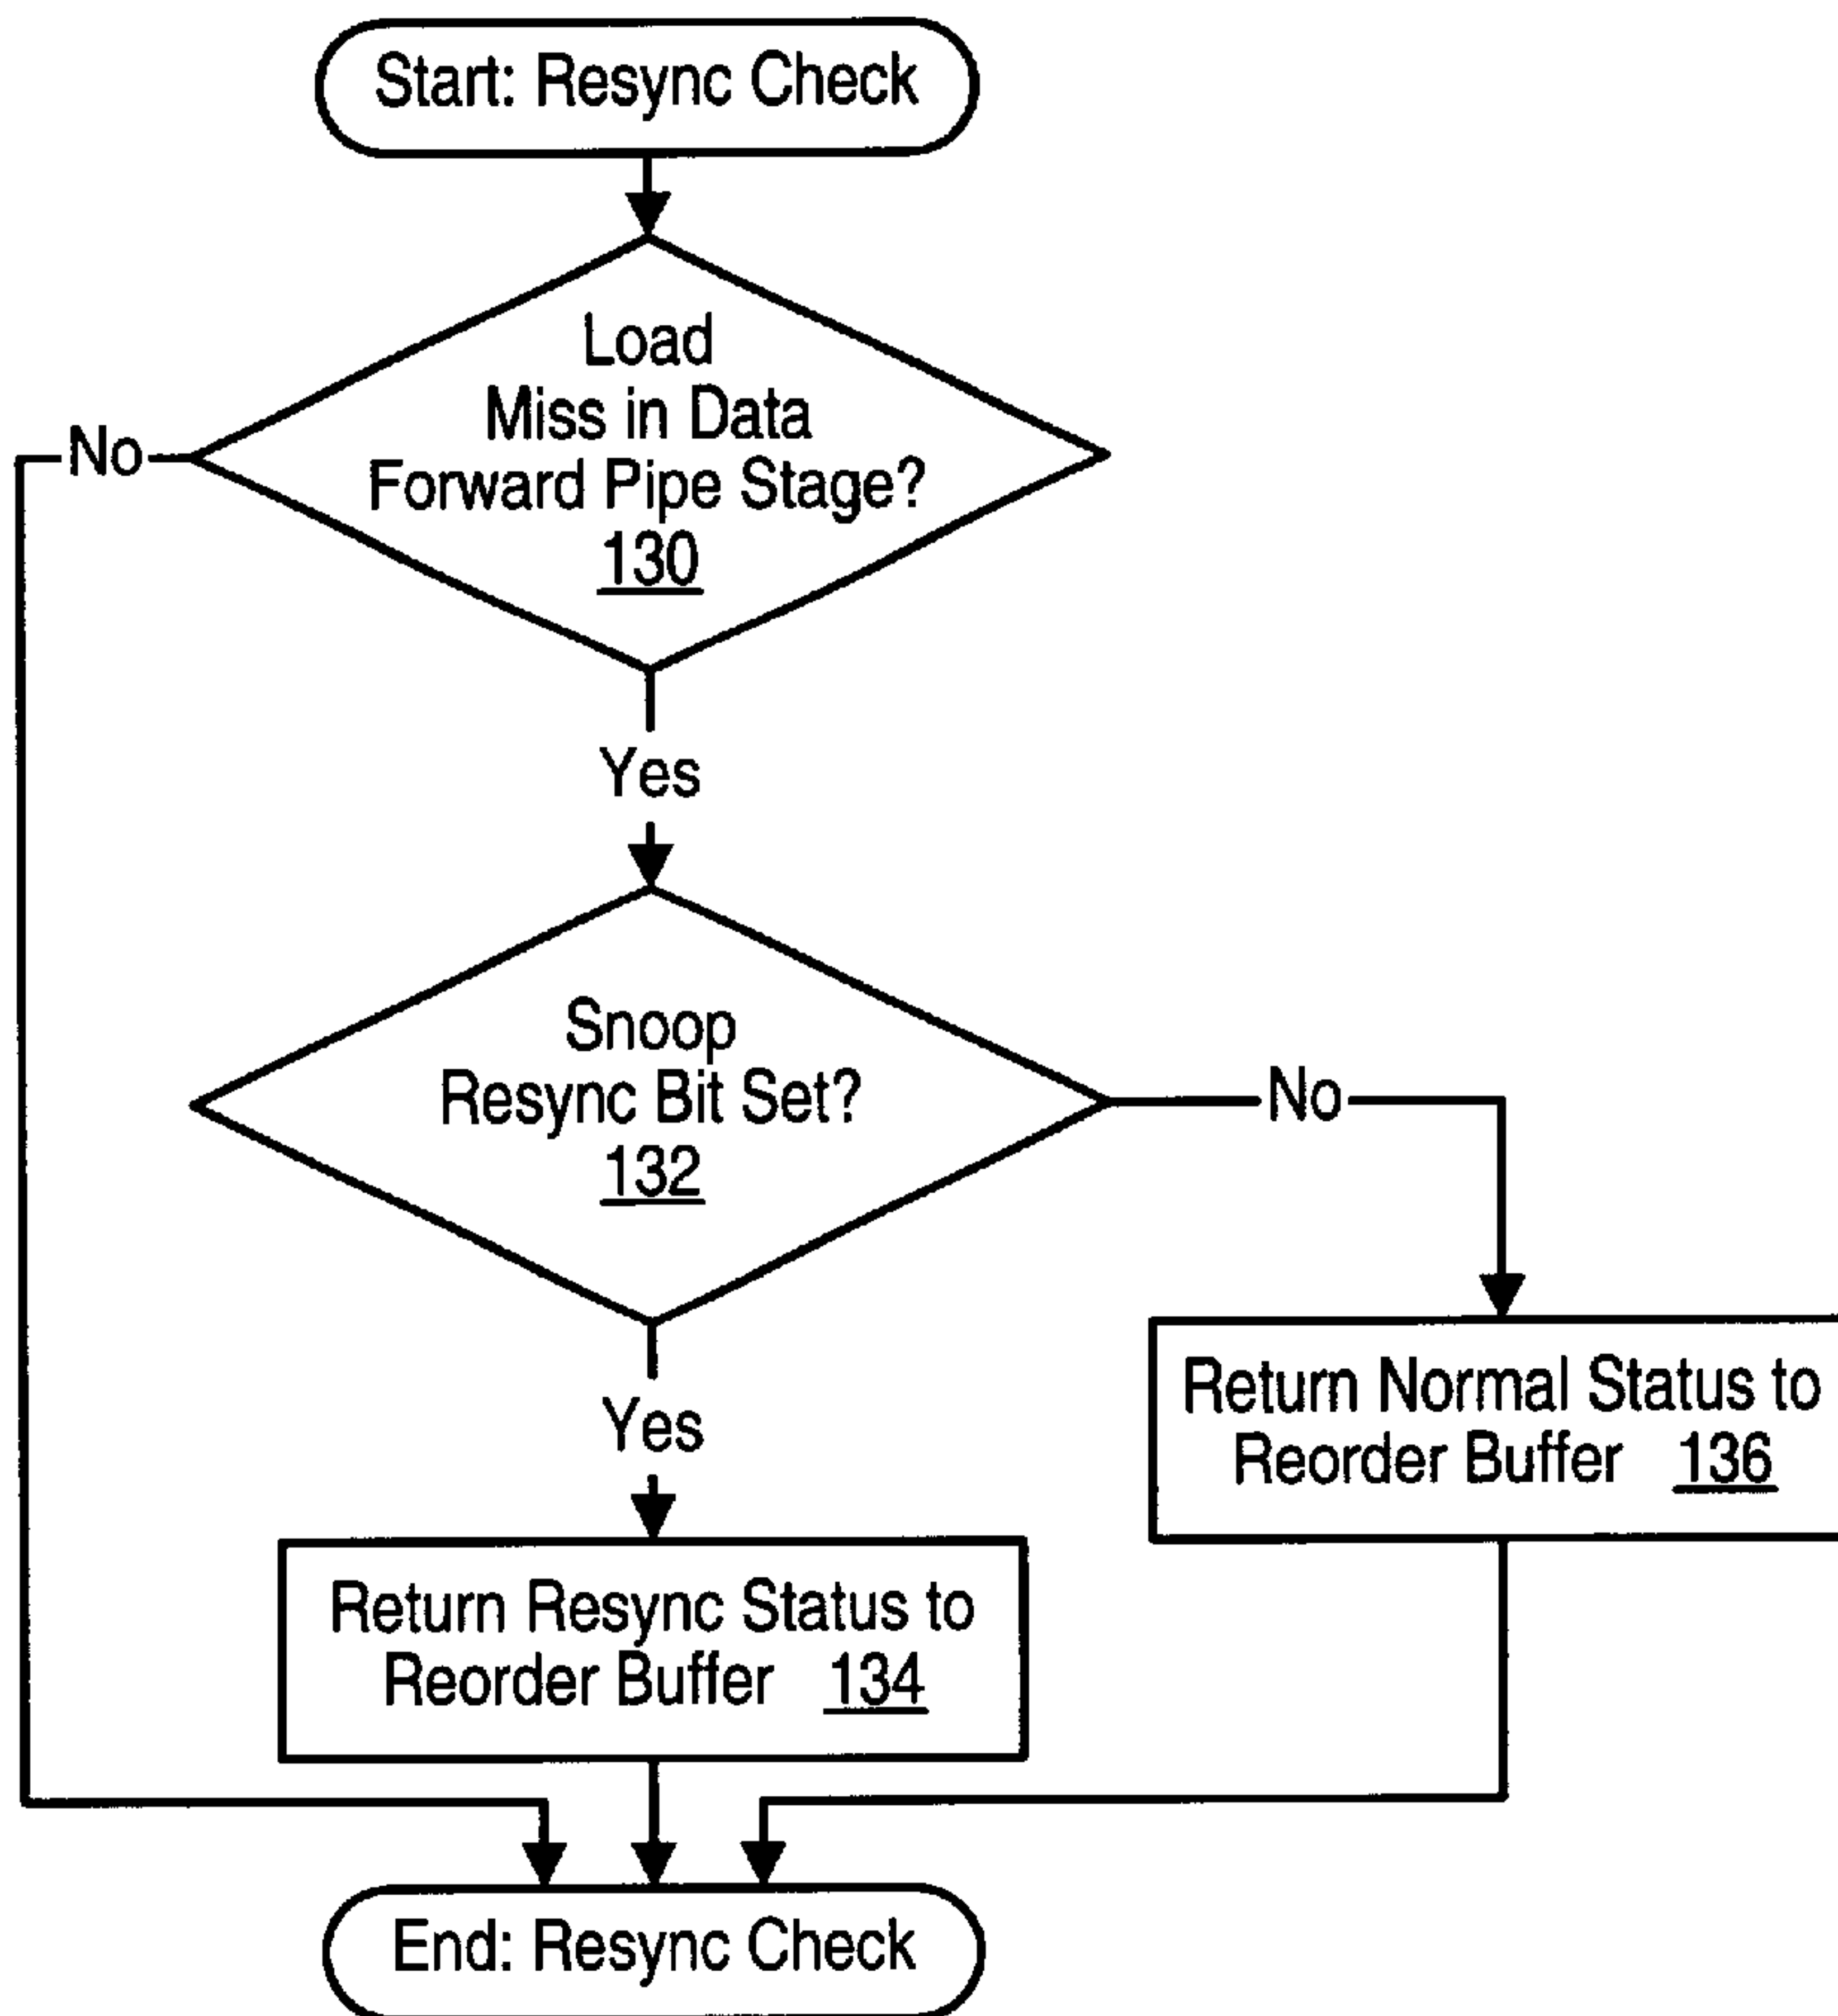 Start: Resync Check
Load
Miss in Data
Forward Pipe Stage?
130
No
Yes
Snoop
Resync Bit Set?
132
No
Yes
Return Normal Status to
Reorder Buffer 136
Return Resync Status to
Reorder Buffer 134
End: Resync Check